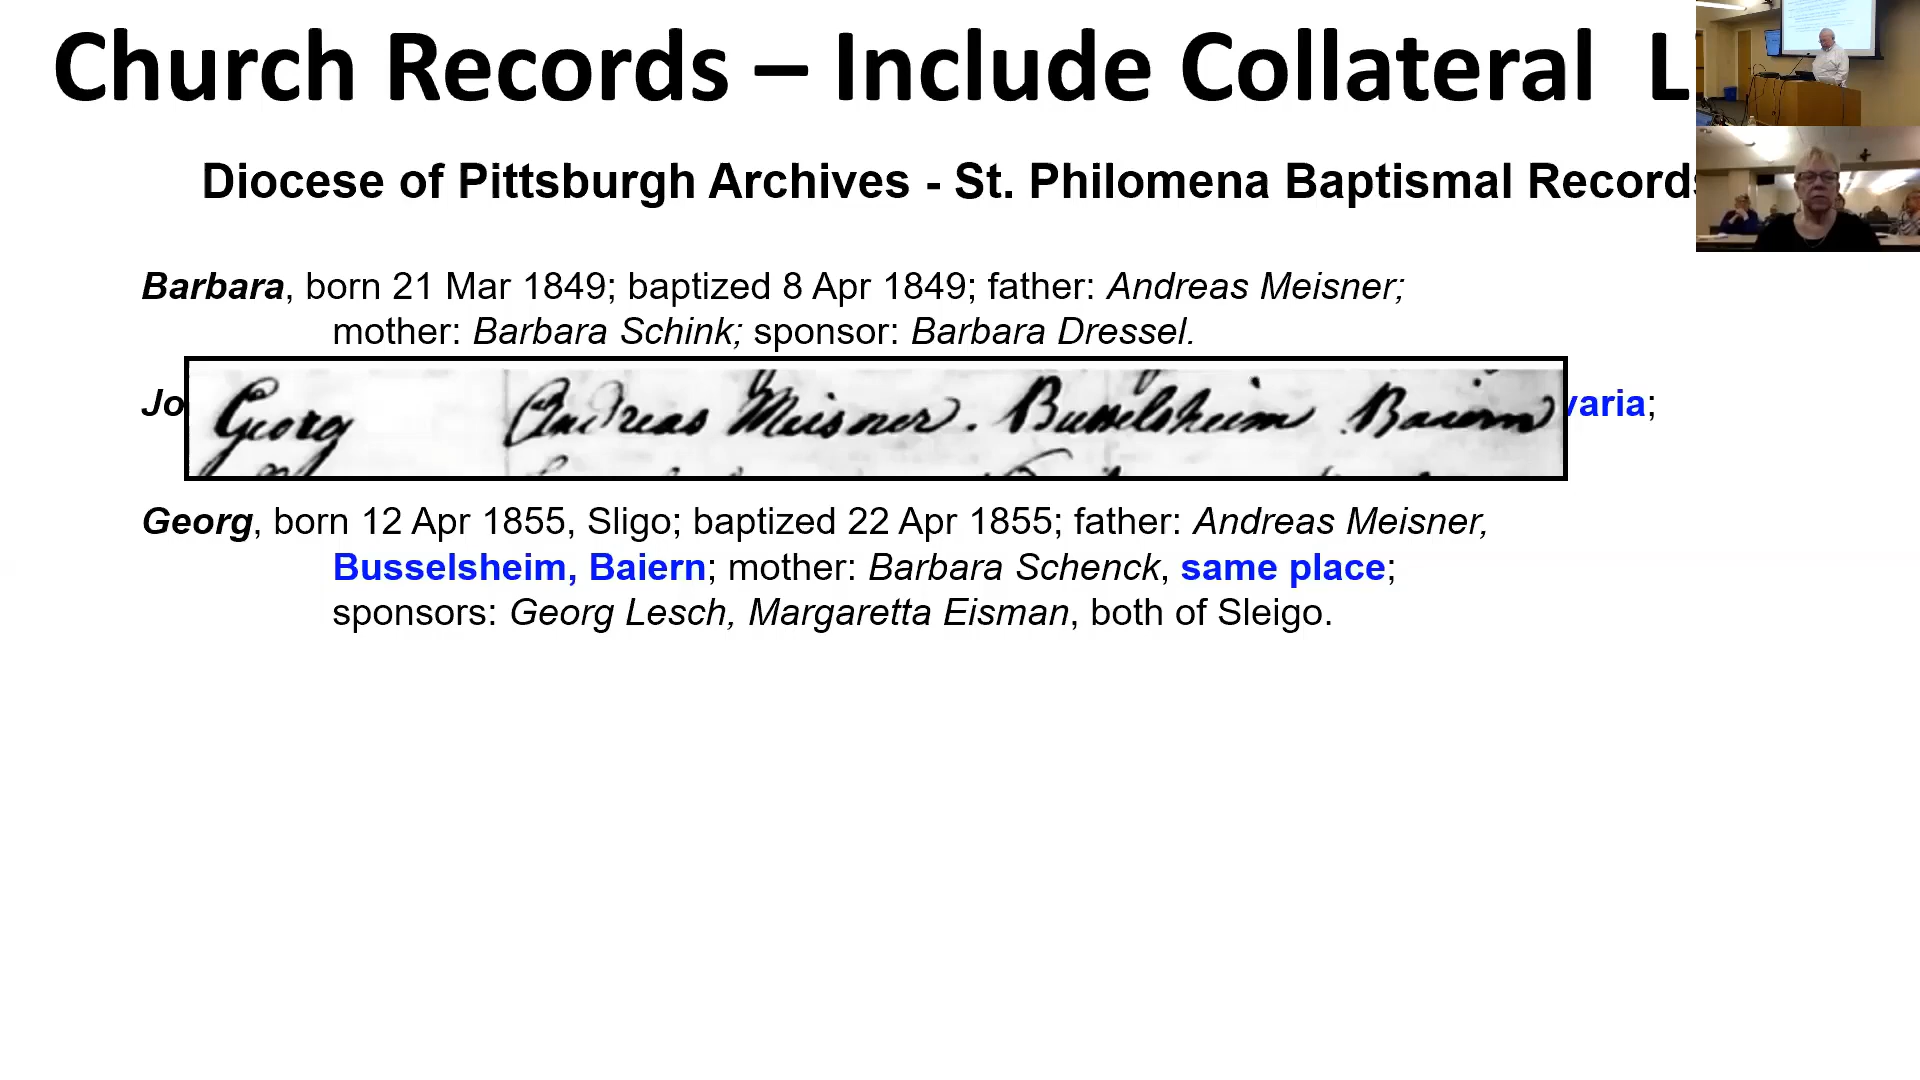 Church Records – Include Collateral L
Diocese of Pittsburgh Archives - St. Philomena Baptismal Records
Barbara, born 21 Mar 1849; baptized 8 Apr 1849; father: Andreas Meisner;
mother: Barbara Schink; sponsor: Barbara Dressel.
Jo varia;
Georg Andreas Meisner. Busselsheim Baiern
Georg, born 12 Apr 1855, Sligo; baptized 22 Apr 1855; father: Andreas Meisner,
Busselsheim, Baiern; mother: Barbara Schenck, same place;
sponsors: Georg Lesch, Margaretta Eisman, both of Sleigo.